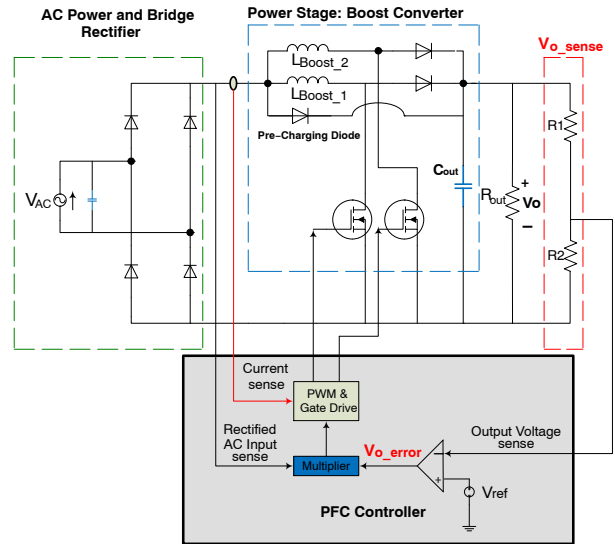 AC Power and Bridge
Rectifier
Power Stage: Boost Converter
Vo_sense
LBoost_2
LBoost_1
Pre-Charging Diode
R1
Cout
Rout
+
Vo
−
VAC
R2
Current
sense
PWM &
Gate Drive
Rectified
AC Input
sense
Multiplier
Vo_error
Output Voltage
sense
−
+
Vref
PFC Controller